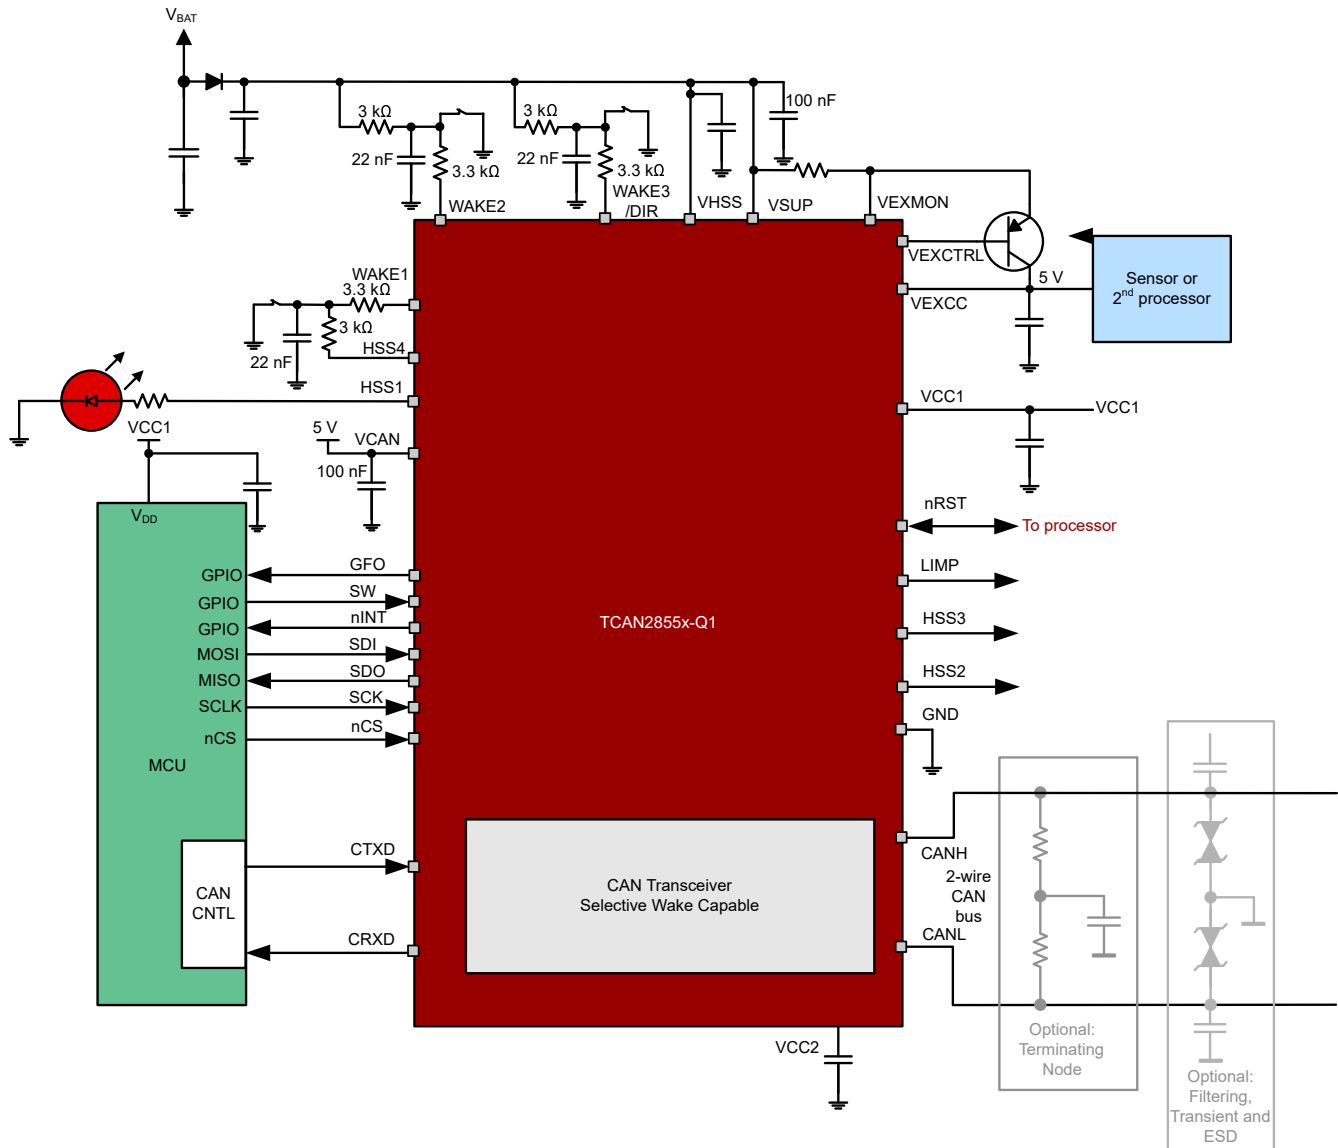 VBAT
100 nF
3 kΩ
3 kΩ
22 nF
3.3 kΩ
22 nF
3.3 kΩ
WAKE2
WAKE3
/DIR
VHSS
VSUP
VEXMON
WAKE1
3.3 kΩ
3 kΩ
22 nF
HSS4
HSS1
VEXCTRL
VEXCC
5 V
Sensor or
2nd processor
VCC1
VCC1
VCC1
5 V
VCAN
100 nF
VDD
nRST
To processor
GPIO
GFO
LIMP
GPIO
SW
GPIO
nINT
TCAN2855x-Q1
HSS3
MOSI
SDI
MISO
SDO
HSS2
SCLK
SCK
GND
nCS
nCS
MCU
CTXD
CANH
2-wire
CAN
bus
CANL
CAN
CNTL
CAN Transceiver
Selective Wake Capable
CRXD
VCC2
Optional:
Terminating
Node
Optional:
Filtering,
Transient and
ESD